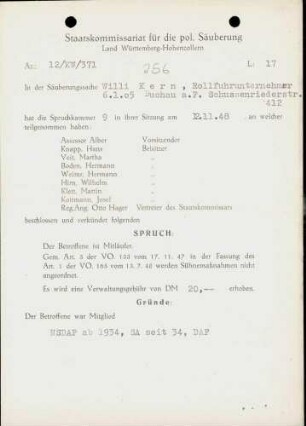 Staatskommissariat für die pol. Säuberung
Land Württemberg-Hohenzollern
Az.: 12/KW/371 L. 17
256
In der Säuberungssache Willi Kern, Rollfuhrunternehmer
6.1.05 Buchau a.F. Schussenriederstr.
412
hat die Spruchkammer 9 in ihrer Sitzung am 12.11.48 an welcher
teilgenommen haben:
Assessor Alber Vorsitzender
Knapp, Hans Beisitzer
Veit, Martha "
Boden, Hermann "
Weiner, Hermann "
Hirn, Wilhelm "
Klett, Martin "
Josef "
Reg.Ang. Otto Hager Vertreter des Staatskommissars
beschlossen und verkündet folgenden
SPRUCH:
Der Betroffene ist Mitläufer.
Gem. Art. 3 der VO. 133 vom 17. 11. 47 in der Fassung des
Art. 1 der VO. 165 vom 13. 7. 48 werden Sühnemaßnahmen nicht
angeordnet.
Es wird eine Verwaltungsgebühr von DM 20,-- erhoben.
Gründe:
Der Betroffene war Mitglied
NSDAP ab 1934, SA seit 34, DAF